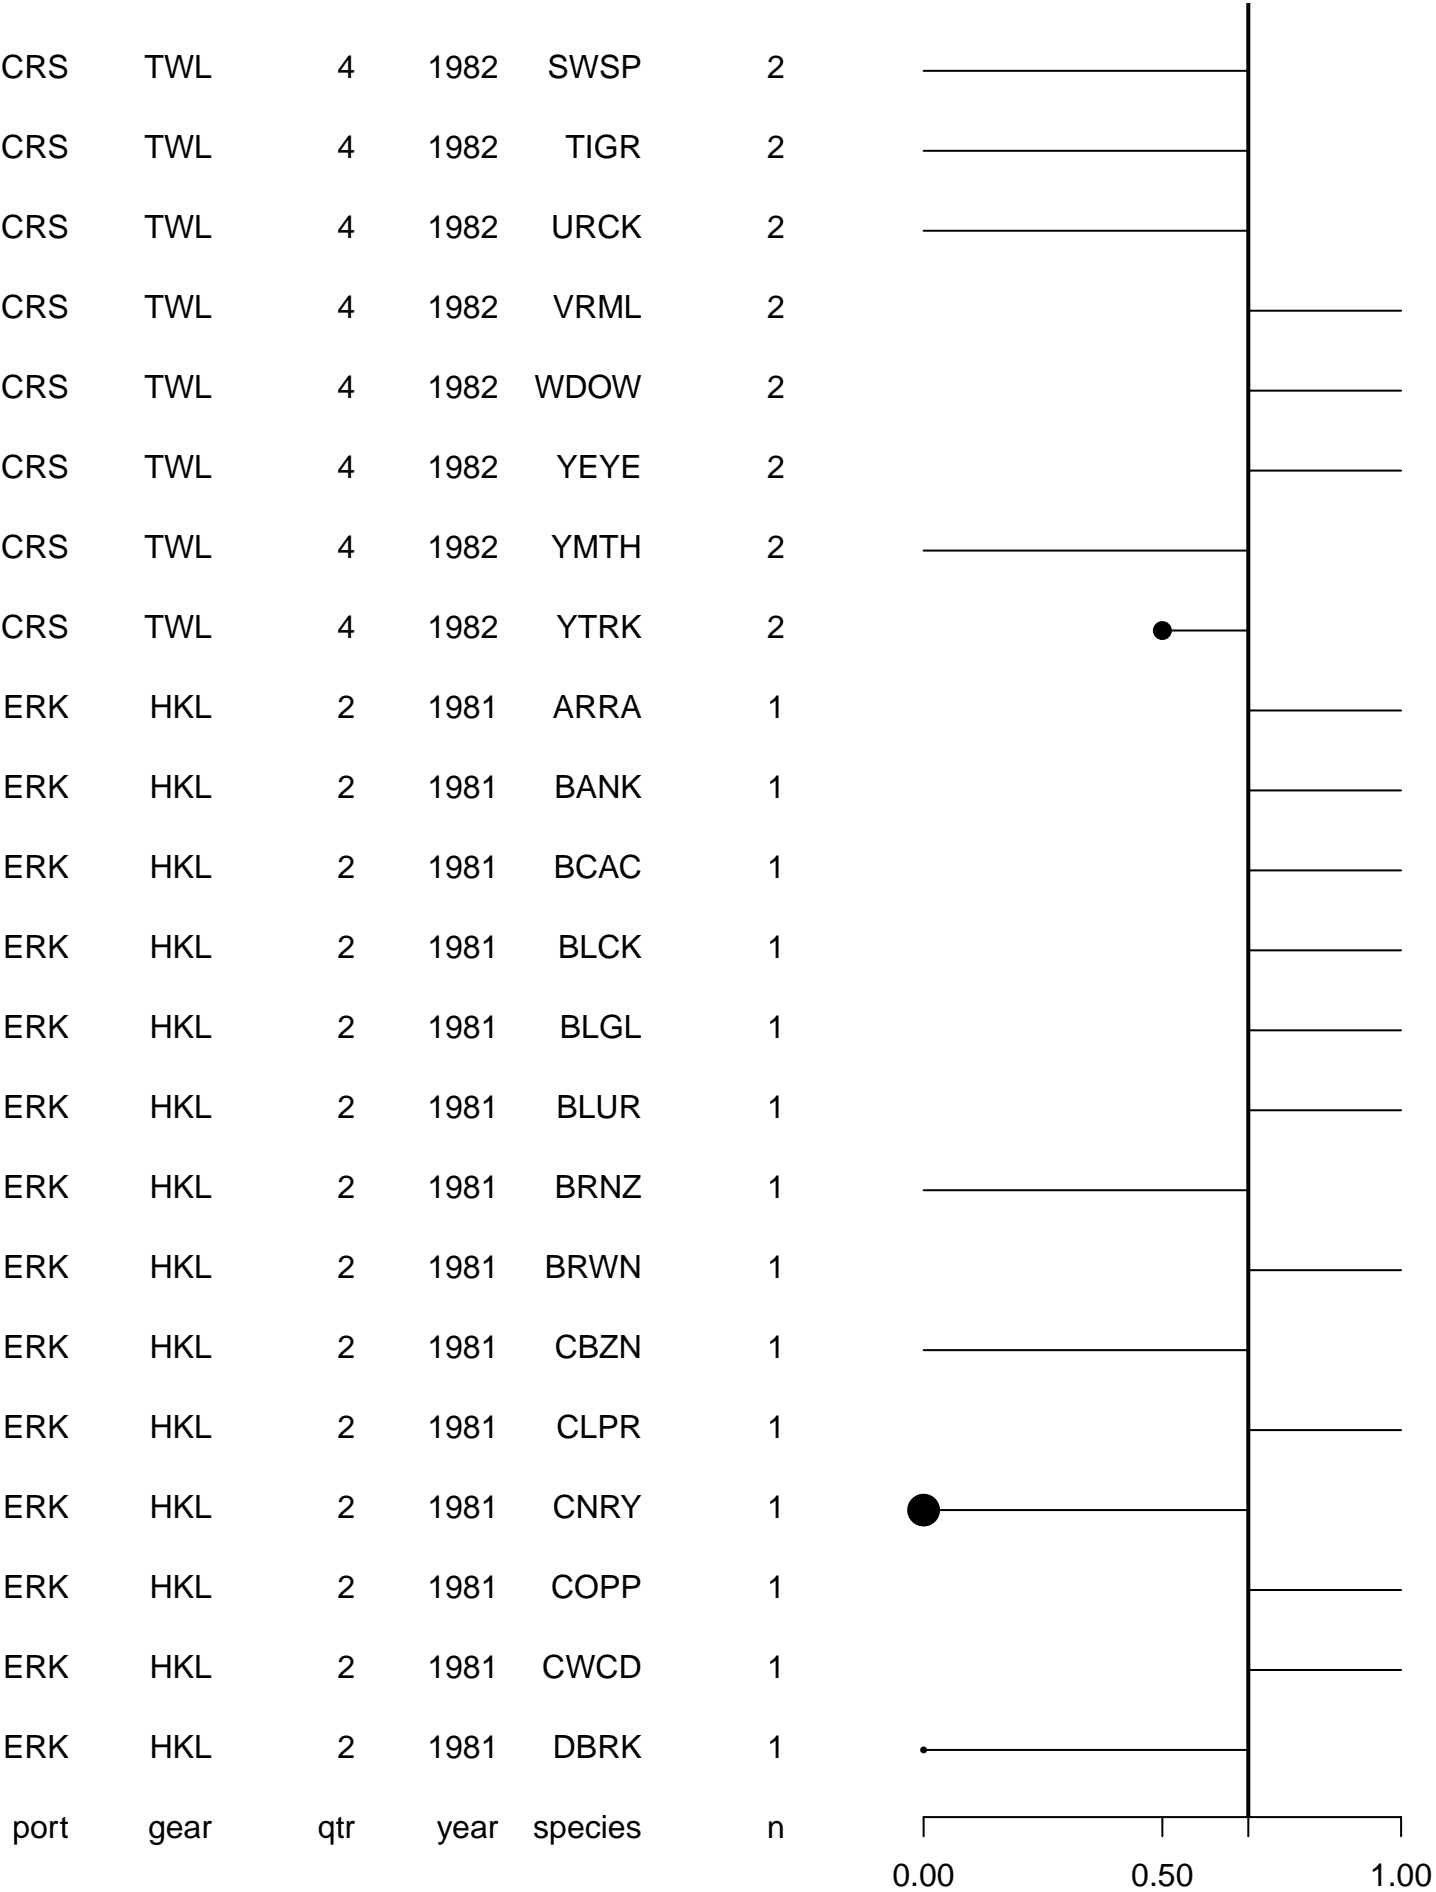 CRS TWL 4 1982 SWSP 2
CRS TWL 4 1982 TIGR 2
CRS TWL 4 1982 URCK 2
CRS TWL 4 1982 VRML 2
CRS TWL 4 1982 WDOW 2
CRS TWL 4 1982 YEYE 2
CRS TWL 4 1982 YMTH 2
CRS TWL 4 1982 YTRK 2
ERK HKL 2 1981 ARRA 1
ERK HKL 2 1981 BANK 1
ERK HKL 2 1981 BCAC 1
ERK HKL 2 1981 BLCK 1
ERK HKL 2 1981 BLGL 1
ERK HKL 2 1981 BLUR 1
ERK HKL 2 1981 BRNZ 1
ERK HKL 2 1981 BRWN 1
ERK HKL 2 1981 CBZN 1
ERK HKL 2 1981 CLPR 1
ERK HKL 2 1981 CNRY 1
ERK HKL 2 1981 COPP 1
ERK HKL 2 1981 CWCD 1
ERK HKL 2 1981 DBRK 1
port gear qtr year species n
0.00 0.50 1.00